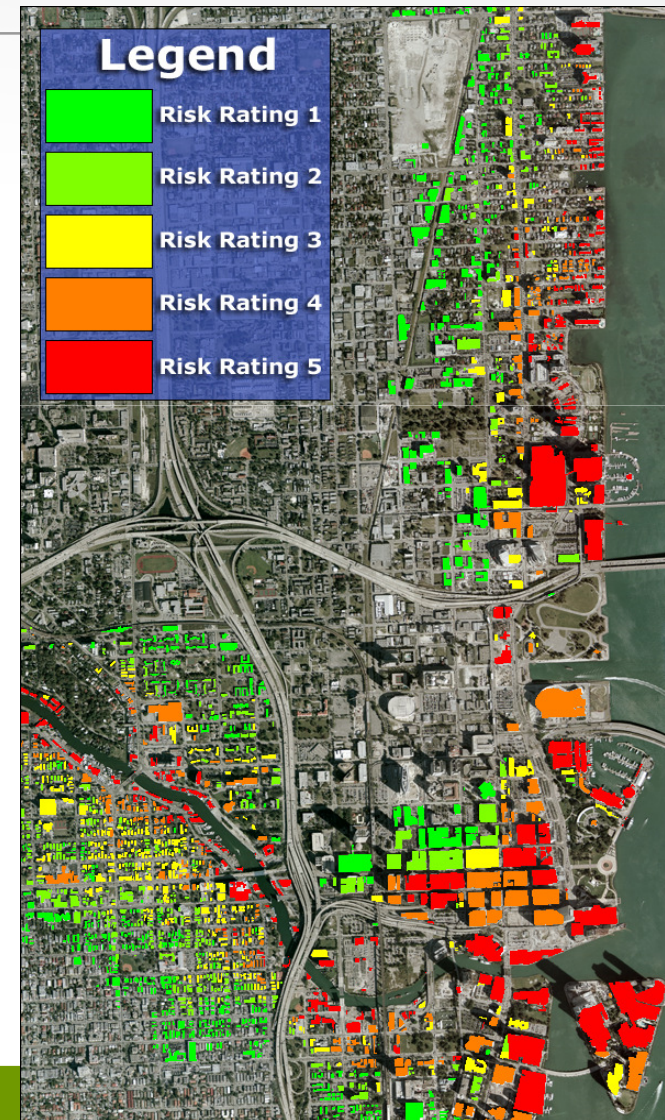 Legend
Risk Rating 1
Risk Rating 2
Risk Rating 3
Risk Rating 4
Risk Rating 5